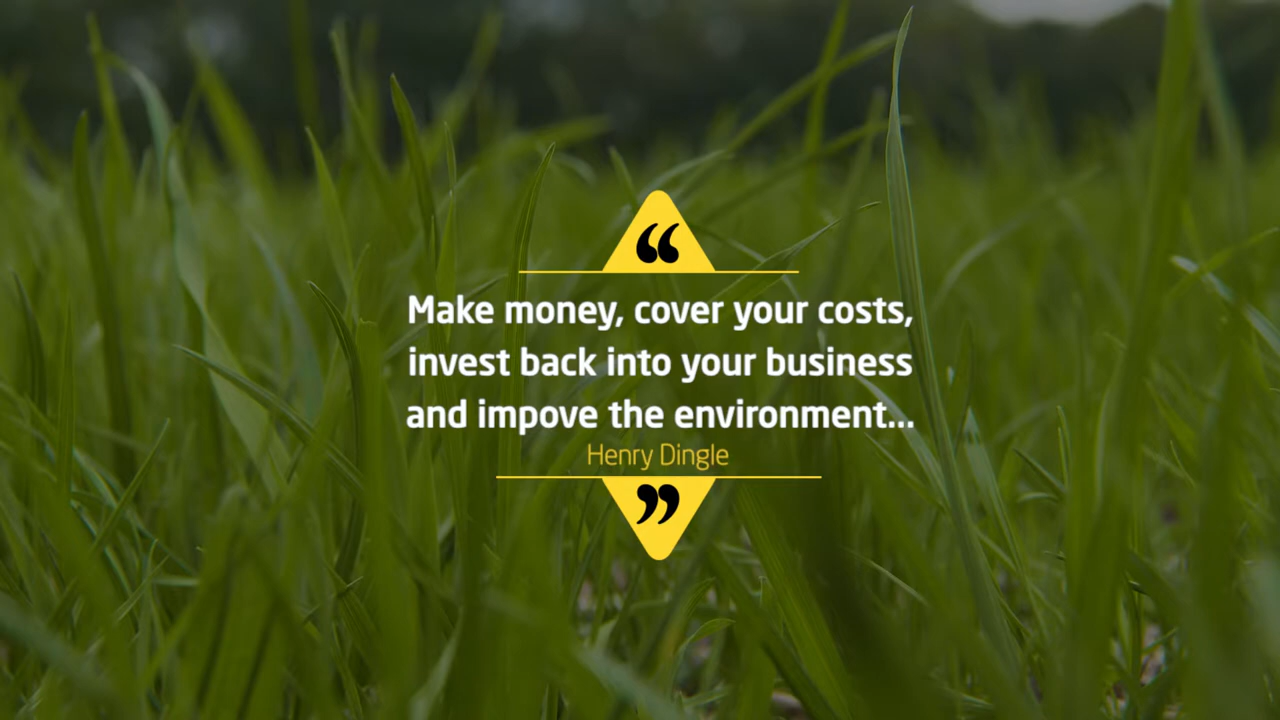 “
Make money, cover your costs,
invest back into your business
and impove the environment...
Henry Dingle
”